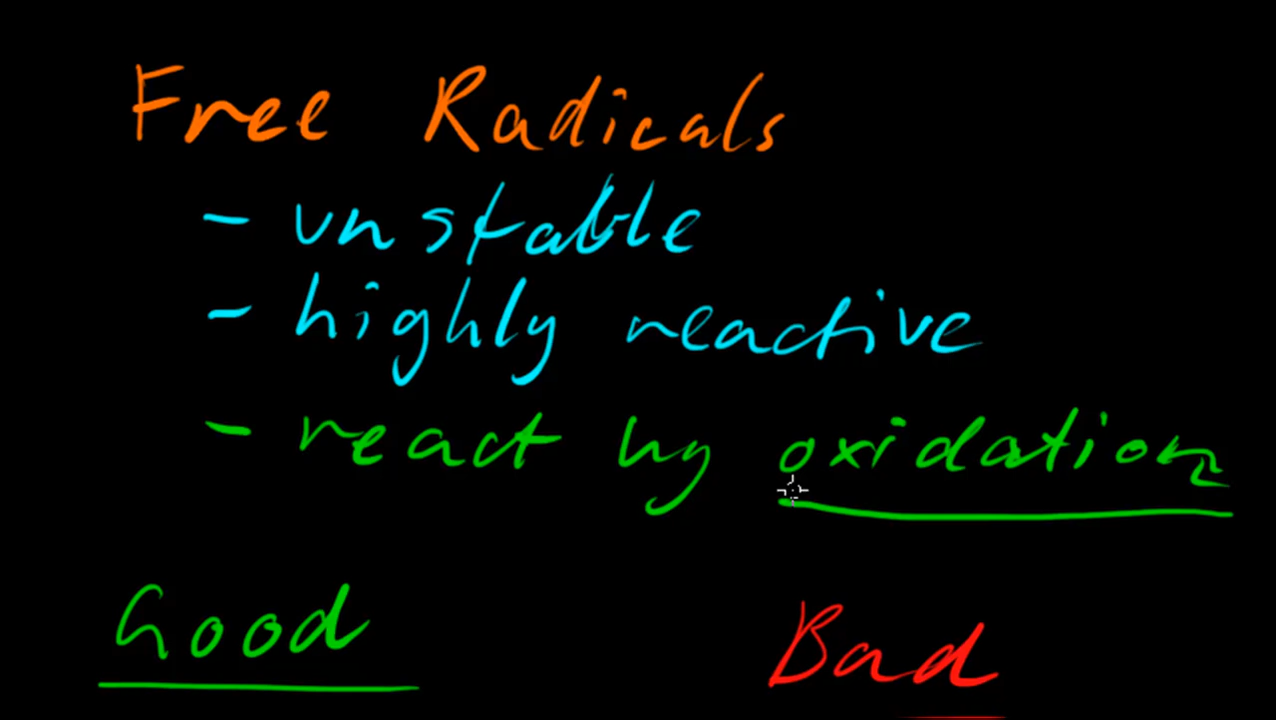 Free Radicals
- unstable
- highly reactive
- react by oxidation
Good Bad